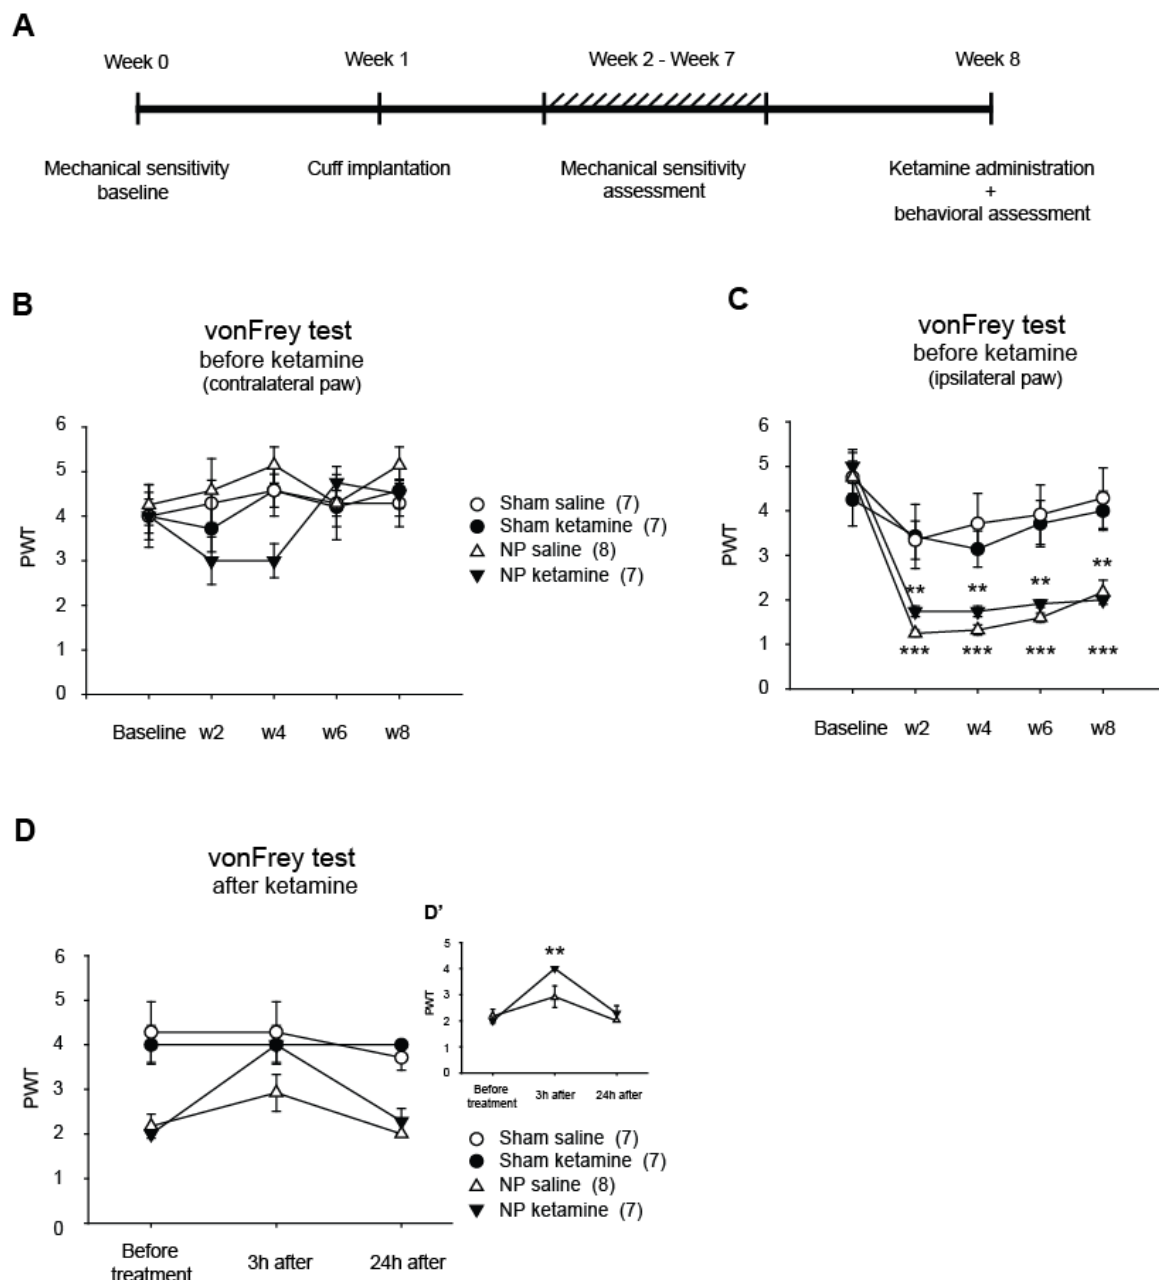 A
Week 0
Week 1
Week 2 - Week 7
Week 8
Mechanical sensitivity
baseline
Cuff implantation
Mechanical sensitivity
assessment
Ketamine administration
+
behavioral assessment
B
vonFrey test
before ketamine
(contralateral paw)
6
5
4
3
2
1
0
PWT
Baseline w2 w4 w6 w8
Sham saline (7)
Sham ketamine (7)
NP saline (8)
NP ketamine (7)
C
vonFrey test
before ketamine
(ipsilateral paw)
6
5
4
3
2
1
0
PWT
** ** ** **
*** *** *** ***
Baseline w2 w4 w6 w8
D
vonFrey test
after ketamine
6
5
4
3
2
1
0
PWT
Before
treatment
3h after
24h after
D'
5
4
3
2
1
0
PWT
**
Before
treatment
3h after
24h after
Sham saline (7)
Sham ketamine (7)
NP saline (8)
NP ketamine (7)